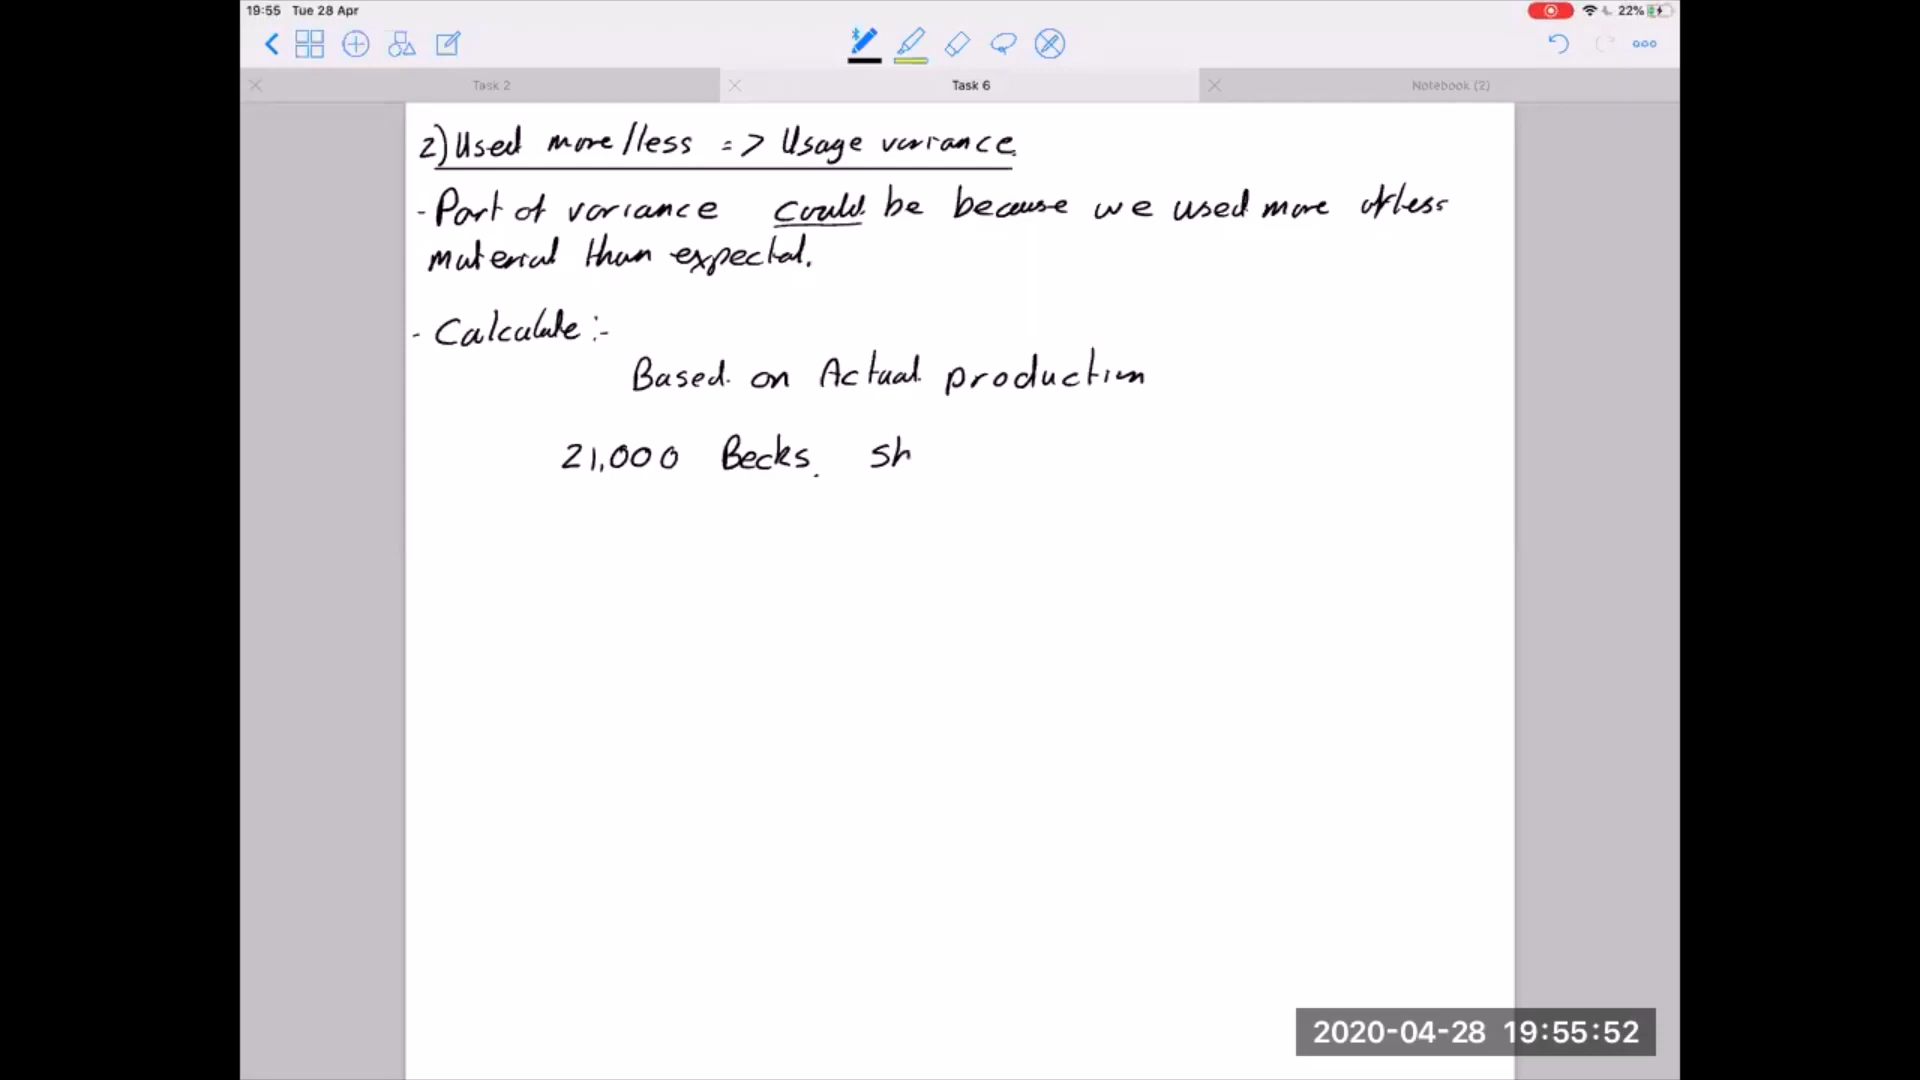 19:55 Tue 28 Apr
22%
Task 2
Task 6
Notebook (2)
2) Used more/less => Usage variance.
- Part of variance could be because we used more or less
material than expected.
- Calculate :-
Based on Actual production
21,000 Becks. Sh
2020-04-28 19:55:52